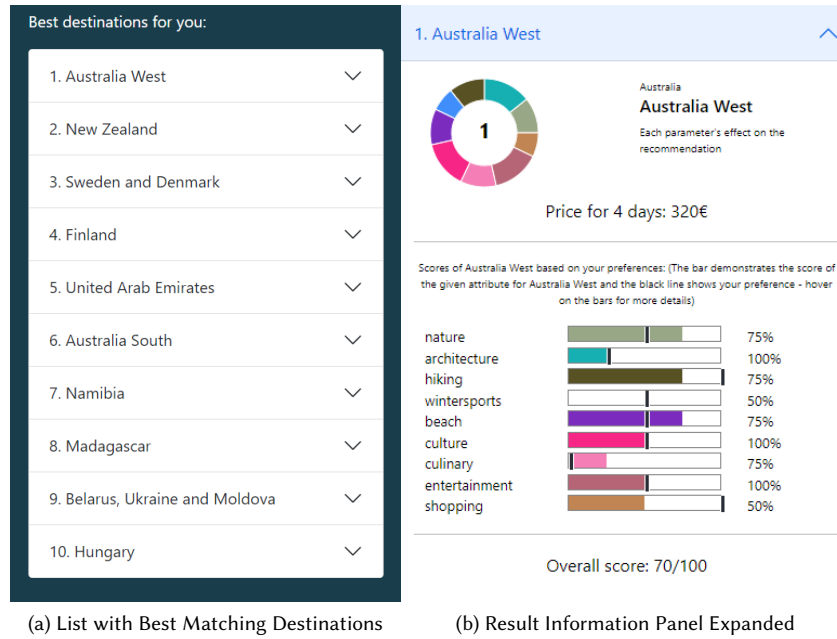 Best destinations for you:
1. Australia West
2. New Zealand
3. Sweden and Denmark
4. Finland
5. United Arab Emirates
6. Australia South
7. Namibia
8. Madagascar
9. Belarus, Ukraine and Moldova
10. Hungary
(a) List with Best Matching Destinations
1. Australia West
1
Australia
Australia West
Each parameter's effect on the
recommendation
Price for 4 days: 320€
Scores of Australia West based on your preferences: (The bar demonstrates the score of
the given attribute for Australia West and the black line shows your preference - hover
on the bars for more details)
nature 75%
architecture 100%
hiking 75%
wintersports 50%
beach 75%
culture 100%
culinary 75%
entertainment 100%
shopping 50%
Overall score: 70/100
(b) Result Information Panel Expanded